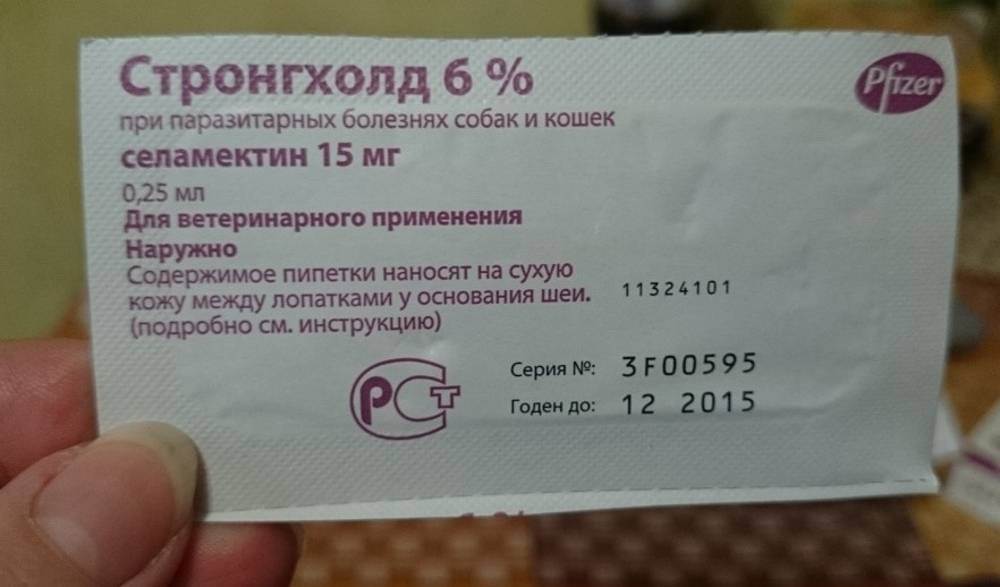 Стронгхолд 6 %
Pfizer
при паразитарных болезнях собак и кошек
селамектин 15 мг
0,25 мл
Для ветеринарного применения
Наружно
Содержимое пипетки наносят на сухую
кожу между лопатками у основания шеи.
(подробно см. инструкцию)
11324101
РСТ
Серия №: 3F00595
Годен до: 12 2015